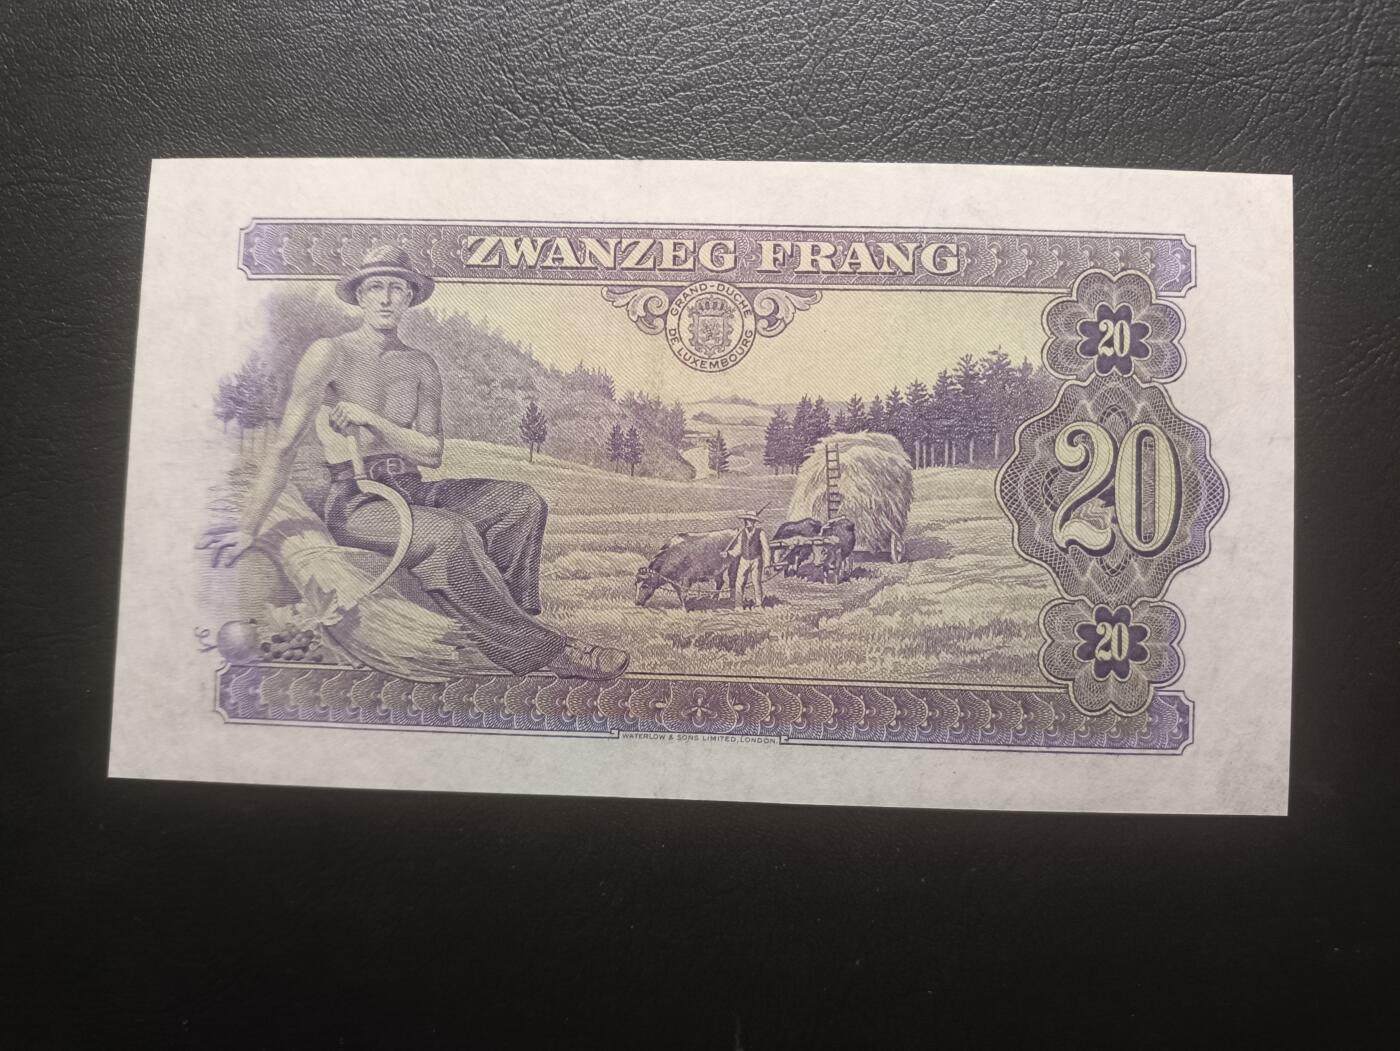 ZWANZEG FRANG
GRAND-DUCHE
DE LUXEMBOURG
20
20
20
WATERLOW & SONS LIMITED, LONDON